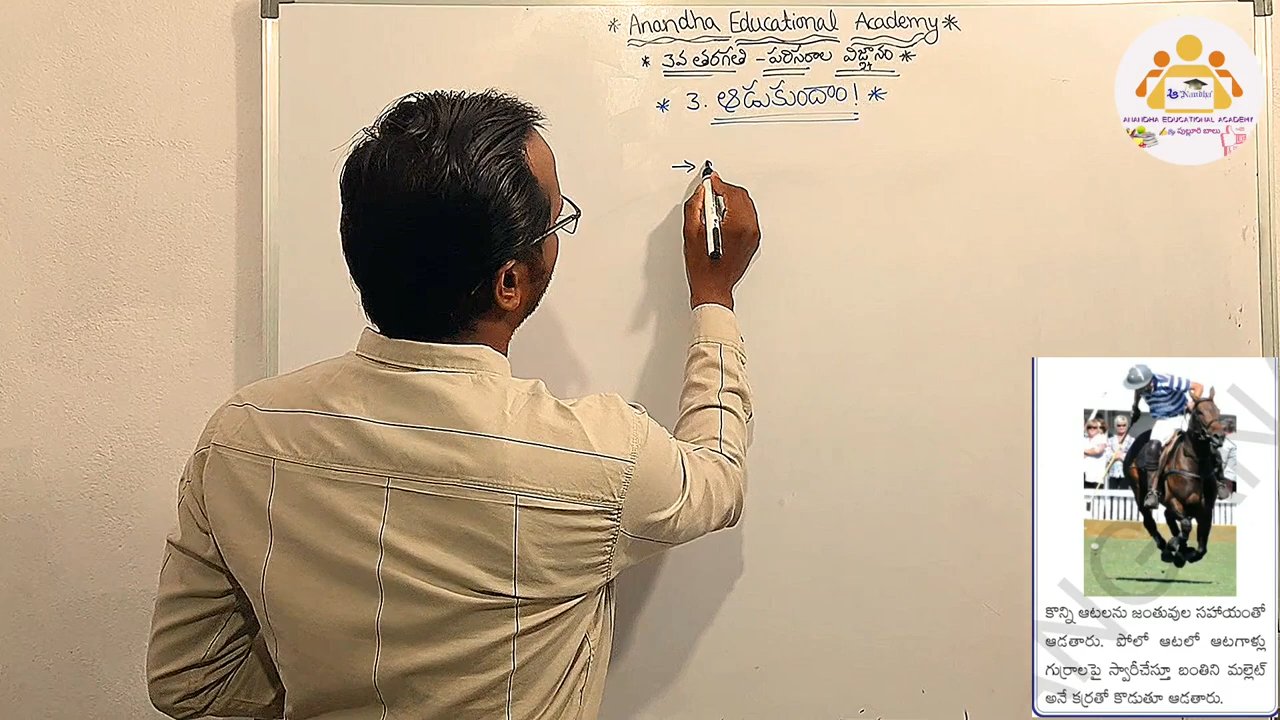 * Anandha Educational Academy *
* 3వ తరగతి - పరిసరాల విజ్ఞానం *
* 3. ఆడుకుందాం! *
→
Nandha
ANANDHA EDUCATIONAL ACADEMY
పుల్లూరి బాబు
కొన్ని ఆటలను జంతువుల సహాయంతో
ఆడతారు. పోలో ఆటలో ఆటగాళ్లు
గుర్రాలపై స్వారీచేస్తూ బంతిని మల్లెట్
అనే కర్రతో కొడుతూ ఆడతారు.